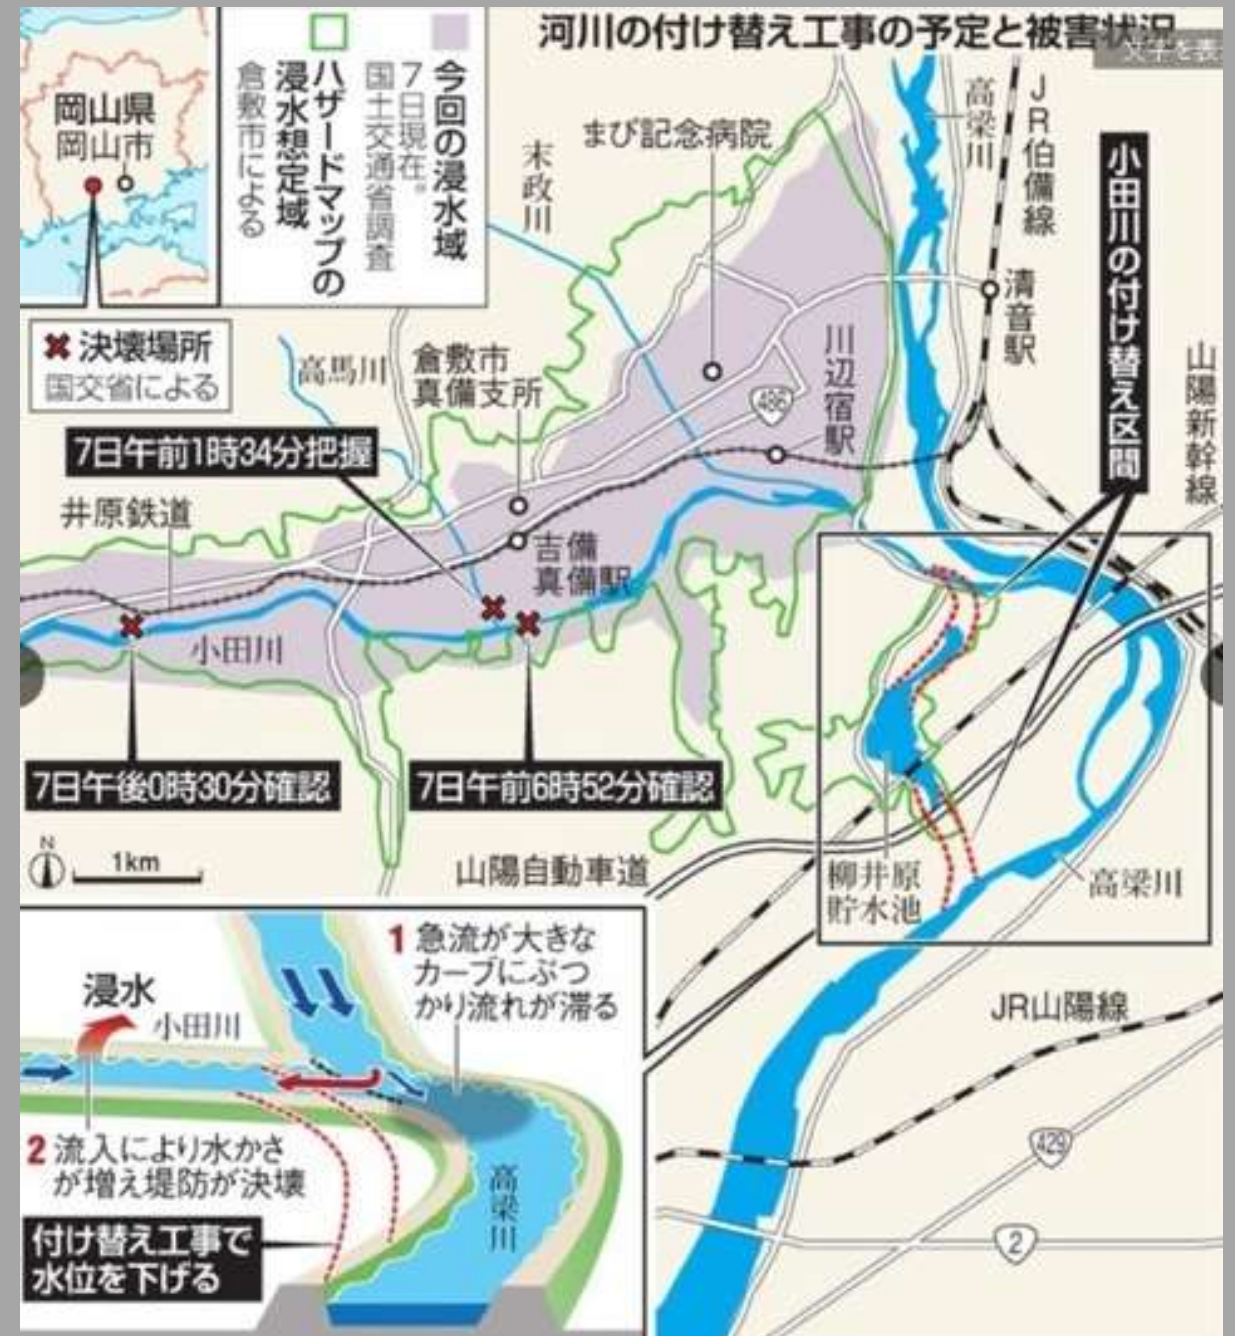 河川の付け替え工事の予定と被害状況
文字を表
岡山県
岡山市
今回の浸水域
7日現在。
国土交通省調査
ハザードマップの
浸水想定域
倉敷市による
決壊場所
国交省による
末政川
まび記念病院
高梁川
JR伯備線
小田川の付け替え区間
清音駅
山陽新幹線
高馬川
倉敷市
真備支所
川辺宿駅
486
7日午前1時34分把握
井原鉄道
吉備
真備駅
小田川
7日午後0時30分確認
7日午前6時52分確認
N
1km
山陽自動車道
柳井原
貯水池
高梁川
JR山陽線
429
2
1 急流が大きな
カーブにぶつ
かり流れが滞る
浸水
小田川
2 流入により水かさ
が増え堤防が決壊
高梁川
付け替え工事で
水位を下げる